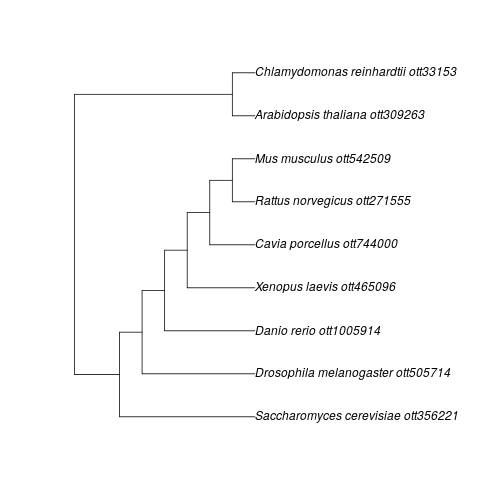 Chlamydomonas reinhardtii ott33153
Arabidopsis thaliana ott309263
Mus musculus ott542509
Rattus norvegicus ott271555
Cavia porcellus ott744000
Xenopus laevis ott465096
Danio rerio ott1005914
Drosophila melanogaster ott505714
Saccharomyces cerevisiae ott356221